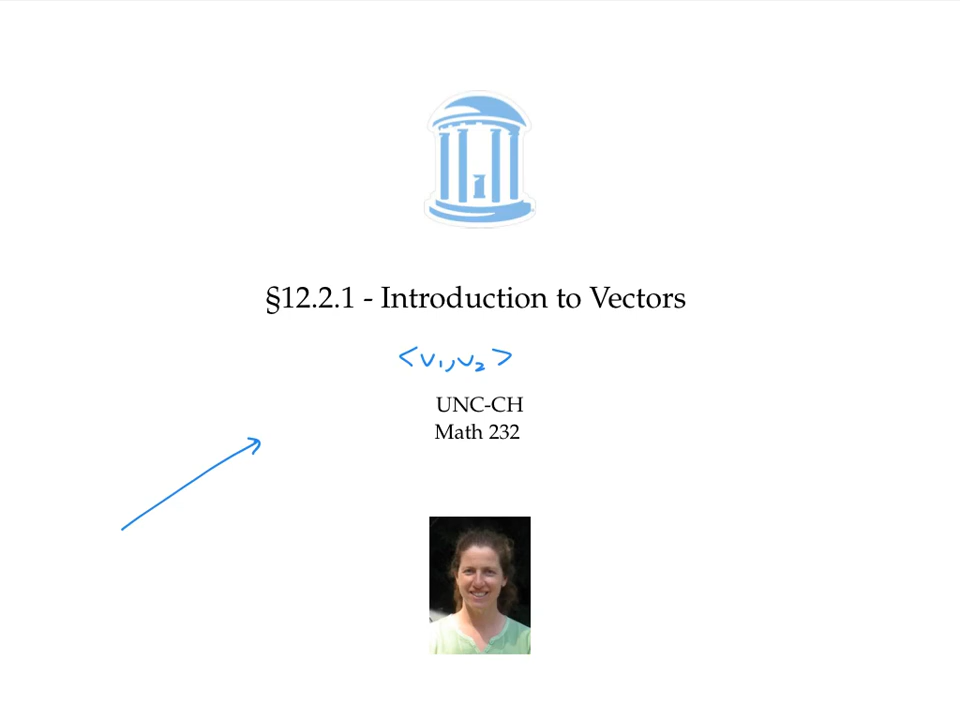 §12.2.1 - Introduction to Vectors
<v₁,v₂>
UNC-CH
Math 232